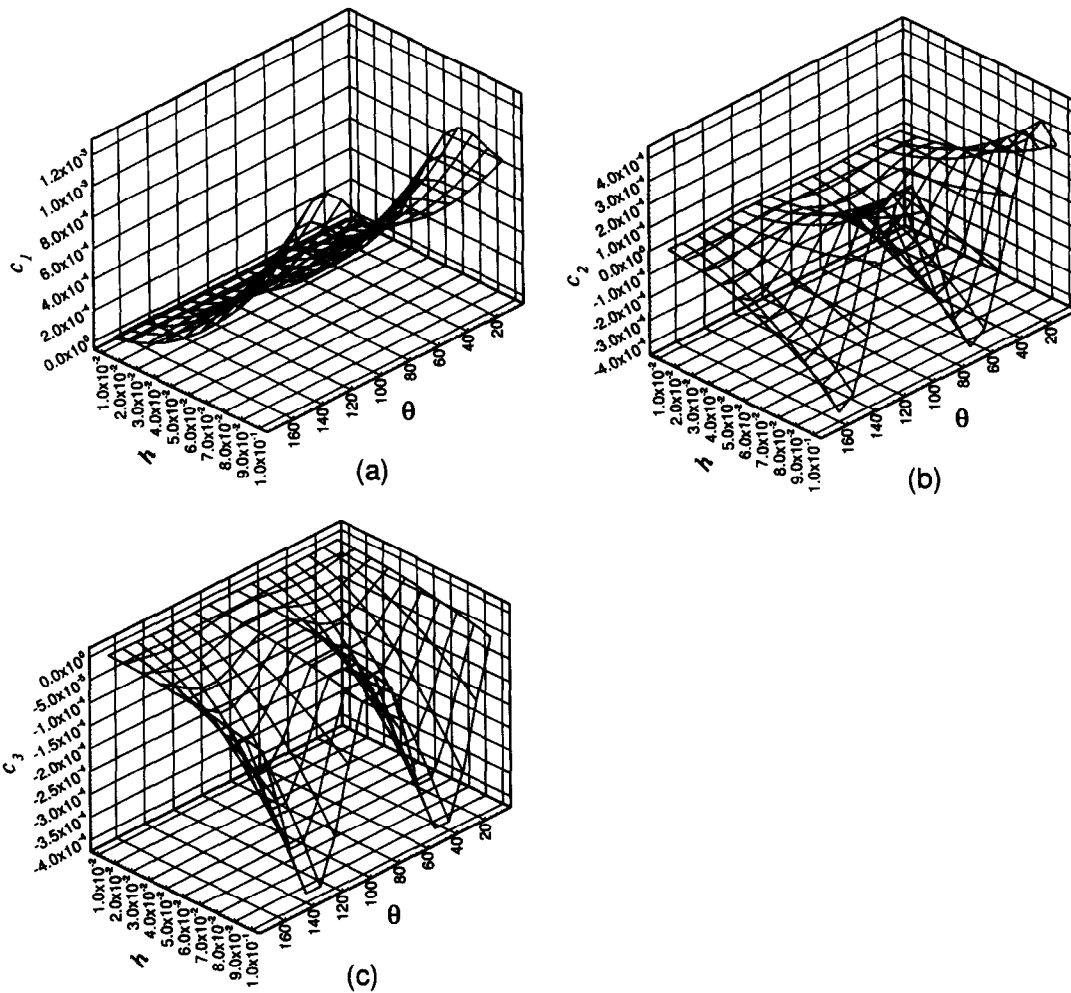 1.2x10⁻³
1.0x10⁻³
8.0x10⁻⁴
6.0x10⁻⁴
4.0x10⁻⁴
2.0x10⁻⁴
0.0x10⁰
c₁
1.0x10⁻²
2.0x10⁻²
3.0x10⁻²
4.0x10⁻²
5.0x10⁻²
6.0x10⁻²
7.0x10⁻²
8.0x10⁻²
9.0x10⁻²
1.0x10⁻¹
h
160
140
120
100
80
60
40
20
θ
(a)
4.0x10⁻⁴
3.0x10⁻⁴
2.0x10⁻⁴
1.0x10⁻⁴
0.0x10⁰
-1.0x10⁻⁴
-2.0x10⁻⁴
-3.0x10⁻⁴
-4.0x10⁻⁴
c₂
1.0x10⁻²
2.0x10⁻²
3.0x10⁻²
4.0x10⁻²
5.0x10⁻²
6.0x10⁻²
7.0x10⁻²
8.0x10⁻²
9.0x10⁻²
1.0x10⁻¹
h
160
140
120
100
80
60
40
20
θ
(b)
0.0x10⁰
-5.0x10⁻⁵
-1.0x10⁻⁴
-1.5x10⁻⁴
-2.0x10⁻⁴
-2.5x10⁻⁴
-3.0x10⁻⁴
-3.5x10⁻⁴
-4.0x10⁻⁴
c₃
1.0x10⁻²
2.0x10⁻²
3.0x10⁻²
4.0x10⁻²
5.0x10⁻²
6.0x10⁻²
7.0x10⁻²
8.0x10⁻²
9.0x10⁻²
1.0x10⁻¹
h
160
140
120
100
80
60
40
20
θ
(c)